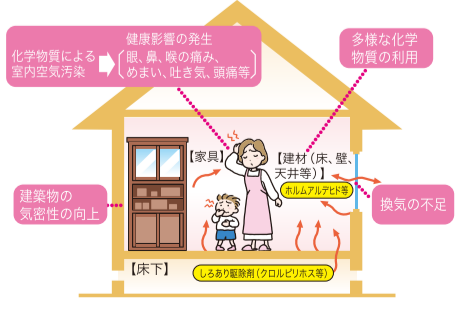 化学物質による
室内空気汚染
健康影響の発生
眼、鼻、喉の痛み、
めまい、吐き気、頭痛等
多様な化学
物質の利用
【家具】
【建材（床、壁、
天井等）】
ホルムアルデヒド等
建築物の
気密性の向上
換気の不足
【床下】
しろあり駆除剤（クロルピリホス等）